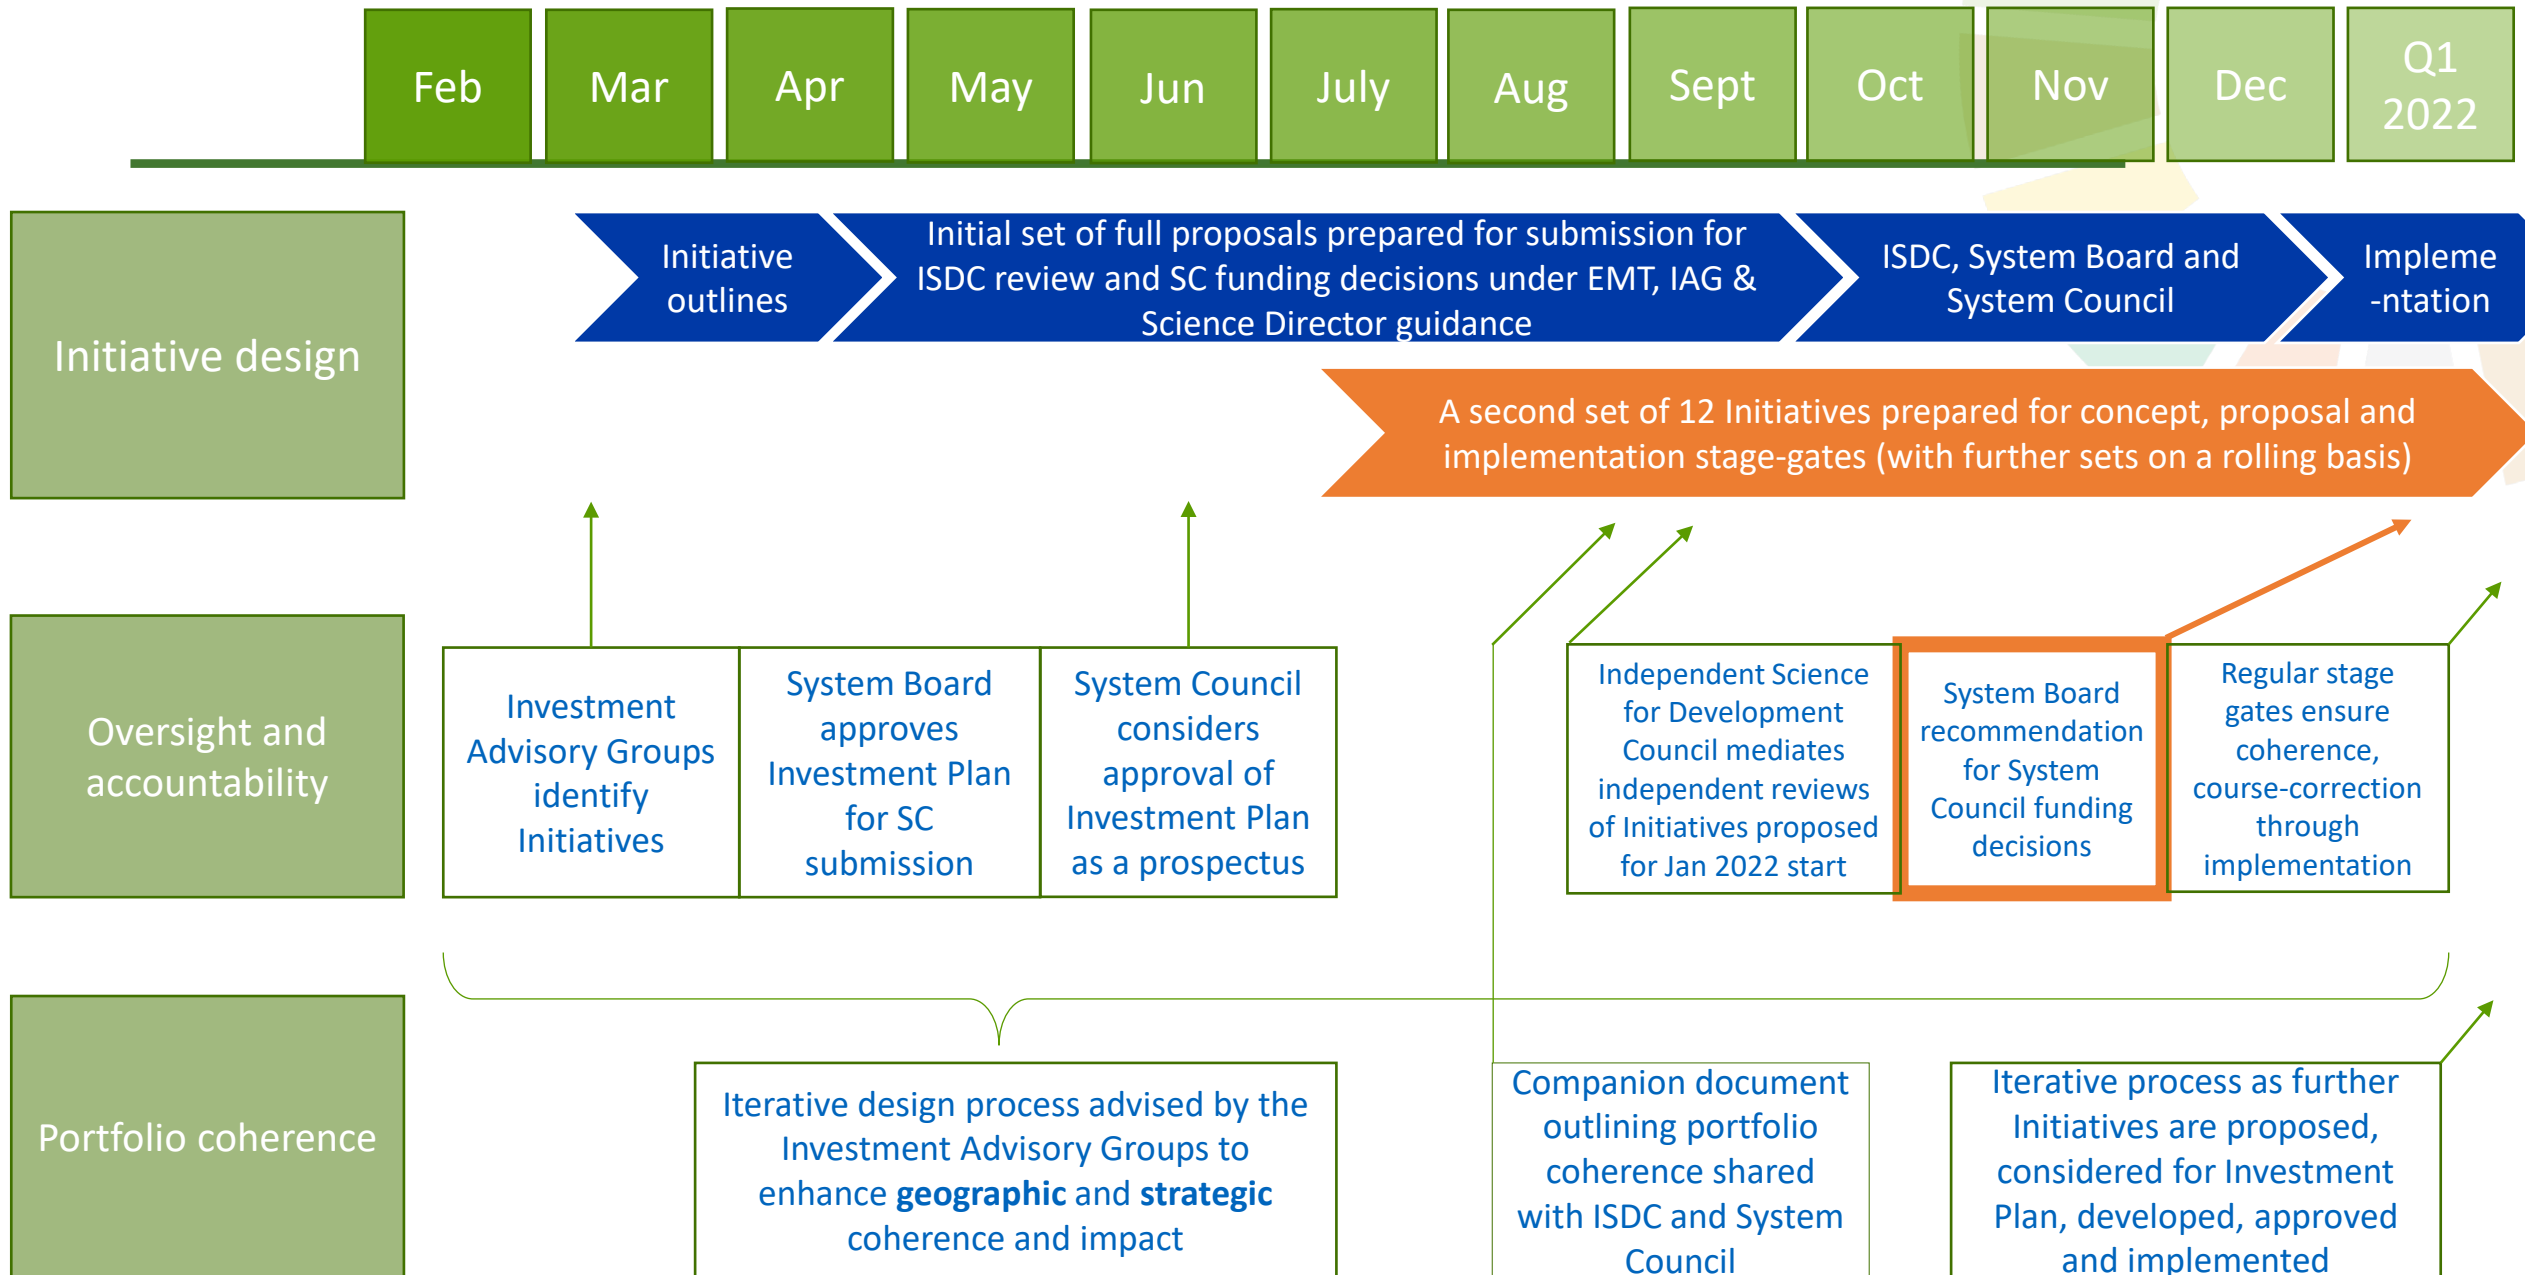 Feb
Mar
Apr
May
Jun
July
Aug
Sept
Oct
Nov
Dec
Q1
2022
Initiative design
Initiative
outlines
Initial set of full proposals prepared for submission for
ISDC review and SC funding decisions under EMT, IAG &
Science Director guidance
ISDC, System Board and
System Council
Impleme
-ntation
A second set of 12 Initiatives prepared for concept, proposal and
implementation stage-gates (with further sets on a rolling basis)
Oversight and
accountability
Investment
Advisory Groups
identify
Initiatives
System Board
approves
Investment Plan
for SC
submission
System Council
considers
approval of
Investment Plan
as a prospectus
Independent Science
for Development
Council mediates
independent reviews
of Initiatives proposed
for Jan 2022 start
System Board
recommendation
for System
Council funding
decisions
Regular stage
gates ensure
coherence,
course-correction
through
implementation
Portfolio coherence
Iterative design process advised by the
Investment Advisory Groups to
enhance geographic and strategic
coherence and impact
Companion document
outlining portfolio
coherence shared
with ISDC and System
Council
Iterative process as further
Initiatives are proposed,
considered for Investment
Plan, developed, approved
and implemented